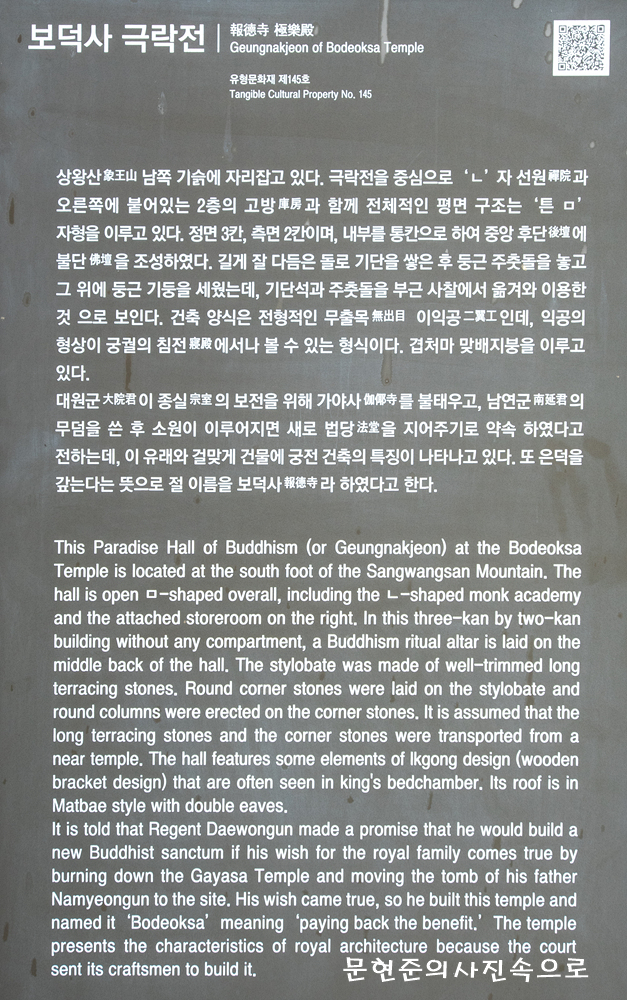 보덕사 극락전
報德寺 極樂殿
Geungnakjeon of Bodeoksa Temple
유형문화재 제145호
Tangible Cultural Property No. 145
상왕산象王山 남쪽 기슭에 자리잡고 있다. 극락전을 중심으로 ‘ㄴ’ 자 선원禪院과
오른쪽에 붙어있는 2층의 고방庫房과 함께 전체적인 평면 구조는 ‘튼 ㅁ’
자형을 이루고 있다. 정면 3칸, 측면 2칸이며, 내부를 통칸으로 하여 중앙 후단後壇에
불단佛壇을 조성하였다. 길게 잘 다듬은 돌로 기단을 쌓은 후 둥근 주춧돌을 놓고
그 위에 둥근 기둥을 세웠는데, 기단석과 주춧돌을 부근 사찰에서 옮겨와 이용한
것 으로 보인다. 건축 양식은 전형적인 무출목無出目 이익공二翼工인데, 익공의
형상이 궁궐의 침전寢殿에서나 볼 수 있는 형식이다. 겹처마 맞배지붕을 이루고
있다.
대원군大院君이 종실宗室의 보전을 위해 가야사伽倻寺를 불태우고, 남연군南延君의
무덤을 쓴 후 소원이 이루어지면 새로 법당法堂을 지어주기로 약속 하였다고
전하는데, 이 유래와 걸맞게 건물에 궁전 건축의 특징이 나타나고 있다. 또 은덕을
갚는다는 뜻으로 절 이름을 보덕사報德寺라 하였다고 한다.
This Paradise Hall of Buddhism (or Geungnakjeon) at the Bodeoksa
Temple is located at the south foot of the Sangwangsan Mountain. The
hall is open ㅁ-shaped overall, including the ㄴ-shaped monk academy
and the attached storeroom on the right. In this three-kan by two-kan
building without any compartment, a Buddhism ritual altar is laid on the
middle back of the hall. The stylobate was made of well-trimmed long
terracing stones. Round corner stones were laid on the stylobate and
round columns were erected on the corner stones. It is assumed that the
long terracing stones and the corner stones were transported from a
near temple. The hall features some elements of Ikgong design (wooden
bracket design) that are often seen in king's bedchamber. Its roof is in
Matbae style with double eaves.
It is told that Regent Daewongun made a promise that he would build a
new Buddhist sanctum if his wish for the royal family comes true by
burning down the Gayasa Temple and moving the tomb of his father
Namyeongun to the site. His wish came true, so he built this temple and
named it ‘Bodeoksa’ meaning ‘paying back the benefit.’ The temple
presents the characteristics of royal architecture because the court
sent its craftsmen to build it.
문현준의사진속으로